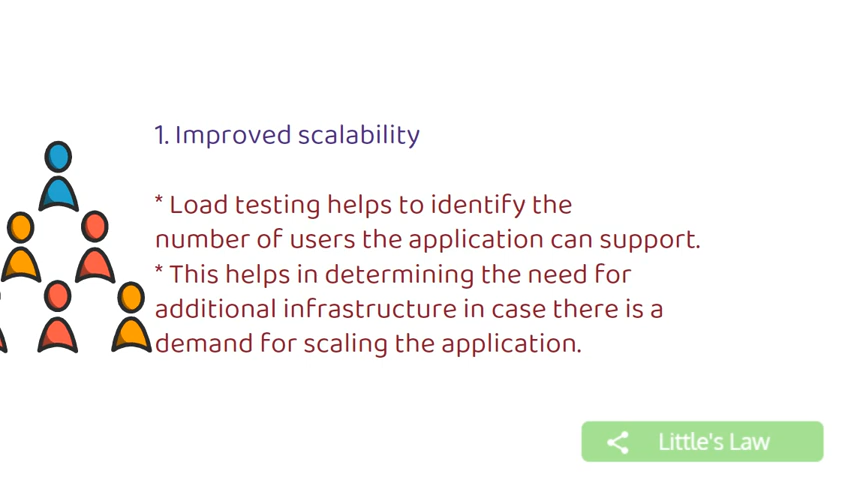 1. Improved scalability
* Load testing helps to identify the
number of users the application can support.
* This helps in determining the need for
additional infrastructure in case there is a
demand for scaling the application.
Little's Law